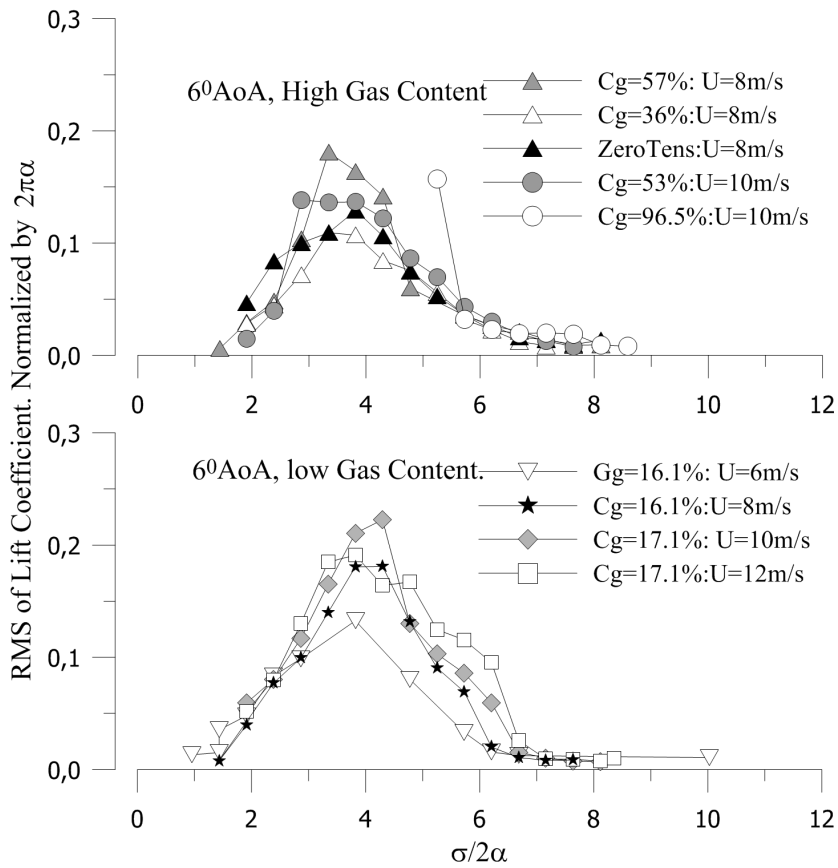 0,3
6⁰AoA, High Gas Content
Cg=57%: U=8m/s
Cg=36%:U=8m/s
ZeroTens:U=8m/s
Cg=53%:U=10m/s
Cg=96.5%:U=10m/s
0,2
0,1
0,0
0 2 4 6 8 10 12
RMS of Lift Coefficient. Normalized by 2πα
0,3
6⁰AoA, low Gas Content.
Gg=16.1%: U=6m/s
Cg=16.1%:U=8m/s
Cg=17.1%: U=10m/s
Cg=17.1%:U=12m/s
0,2
0,1
0,0
0 2 4 6 8 10 12
σ/2α